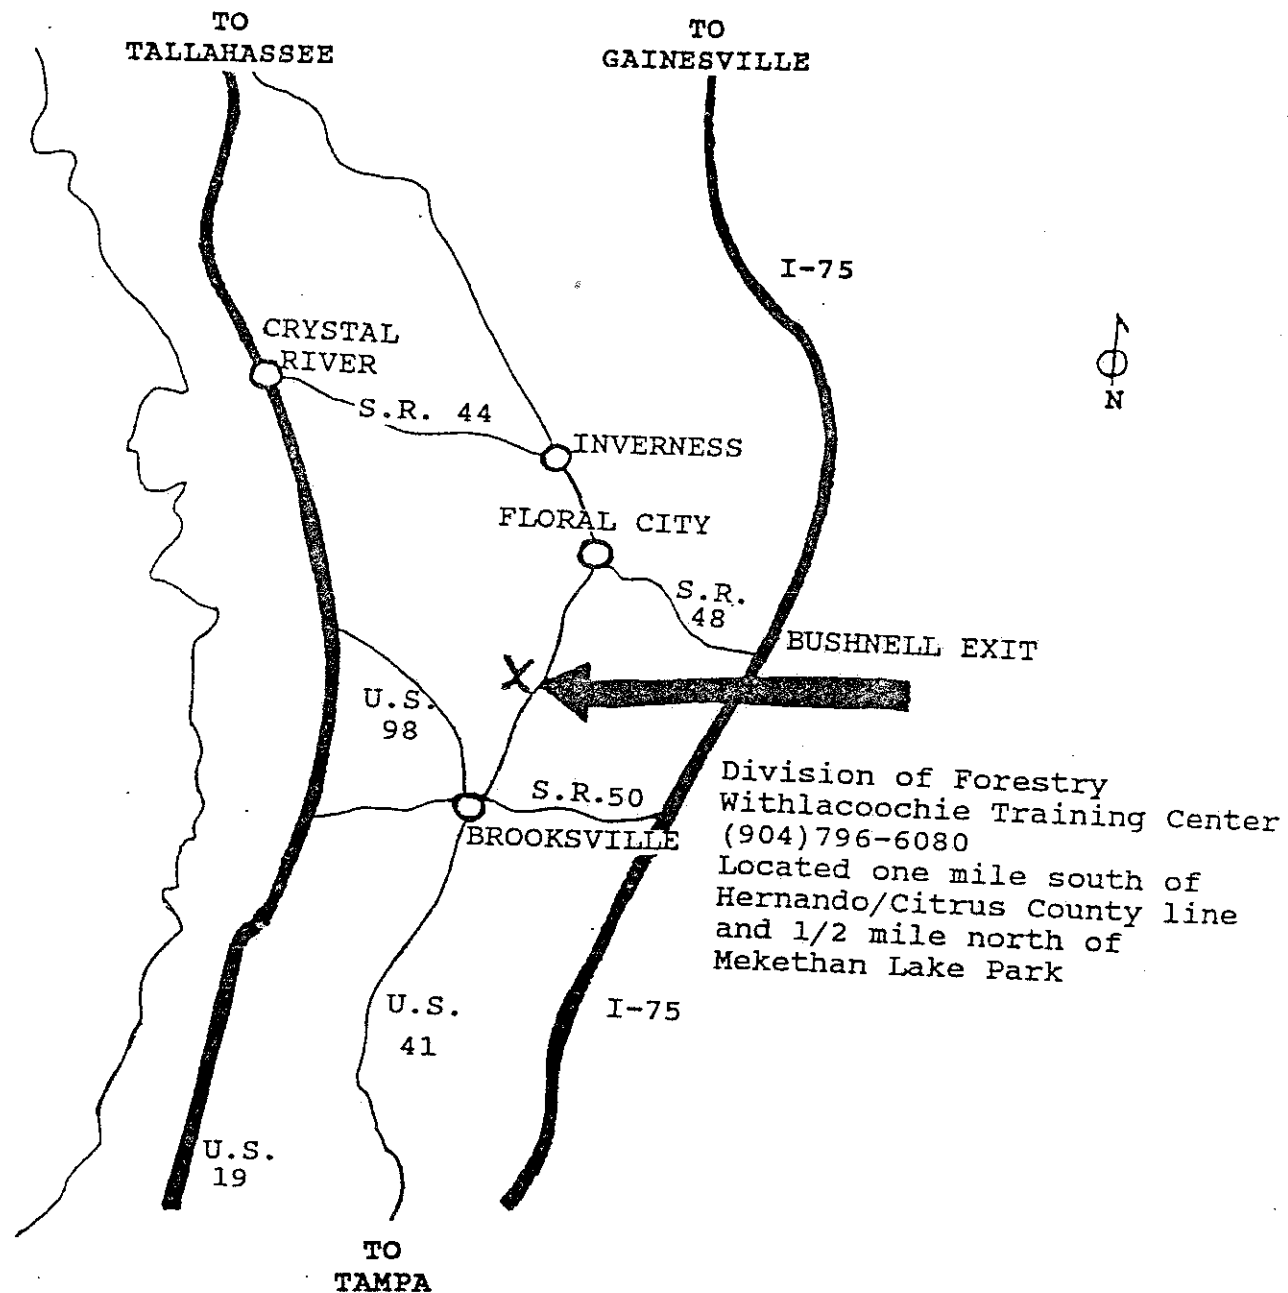 TO
TALLAHASSEE
TO
GAINESVILLE
I-75
CRYSTAL
RIVER
N
S.R. 44
INVERNESS
FLORAL CITY
S.R.
48
BUSHNELL EXIT
X
U.S.
98
S.R.50
BROOKSVILLE
Division of Forestry
Withlacoochie Training Center
(904)796-6080
Located one mile south of
Hernando/Citrus County line
and 1/2 mile north of
Mekethan Lake Park
U.S.
41
I-75
U.S.
19
TO
TAMPA